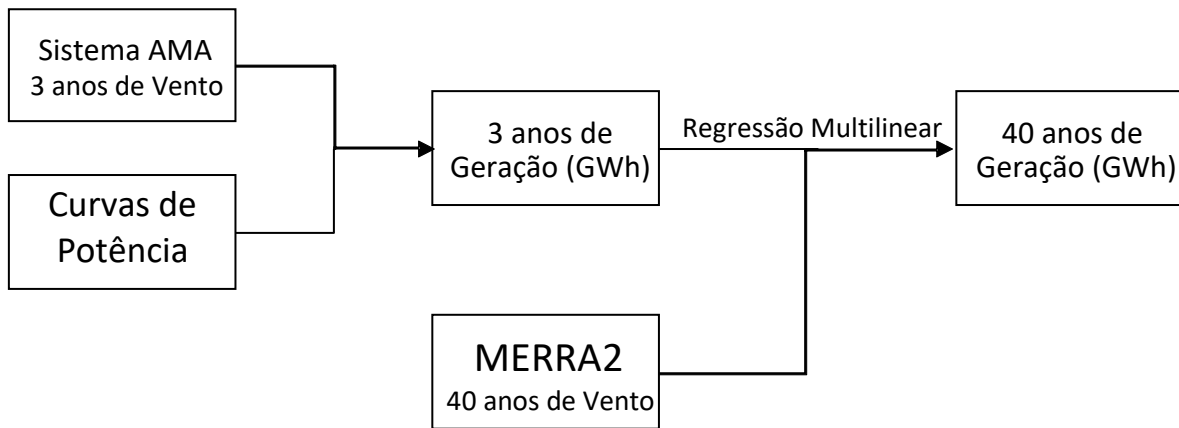 Sistema AMA
3 anos de Vento
Curvas de
Potência
3 anos de
Geração (GWh)
Regressão Multilinear
40 anos de
Geração (GWh)
MERRA2
40 anos de Vento